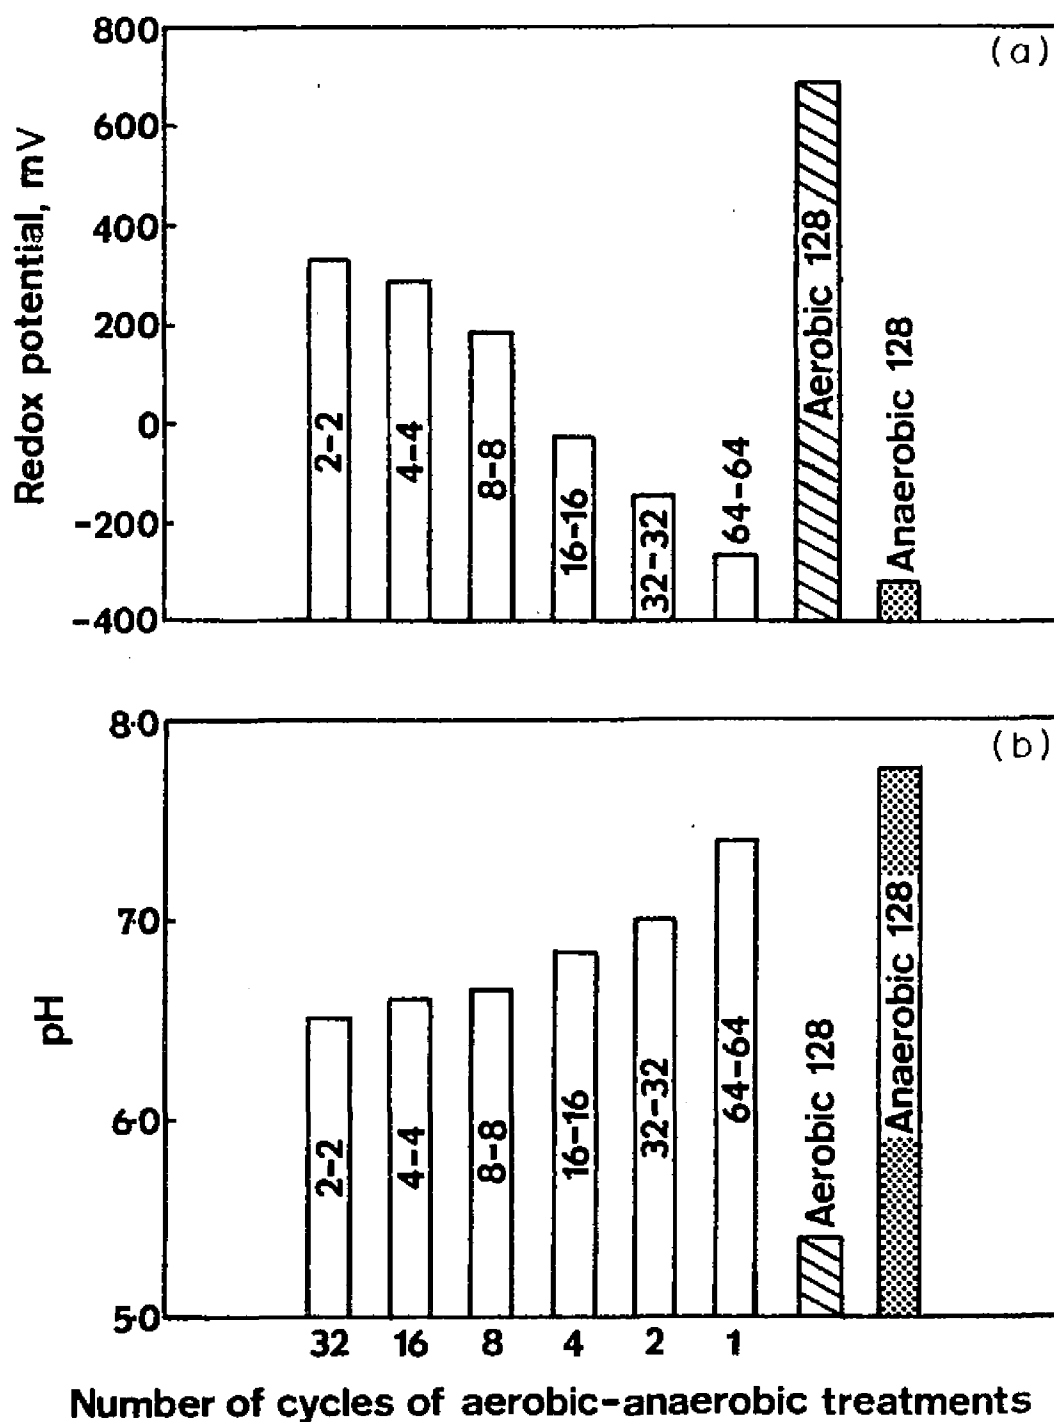 (a)
Redox potential, mV
800
600
400
200
0
-200
-400
2-2
4-4
8-8
16-16
32-32
64-64
Aerobic 128
Anaerobic 128
(b)
pH
8·0
7·0
6·0
5·0
2-2
4-4
8-8
16-16
32-32
64-64
Aerobic 128
Anaerobic 128
32 16 8 4 2 1
Number of cycles of aerobic-anaerobic treatments